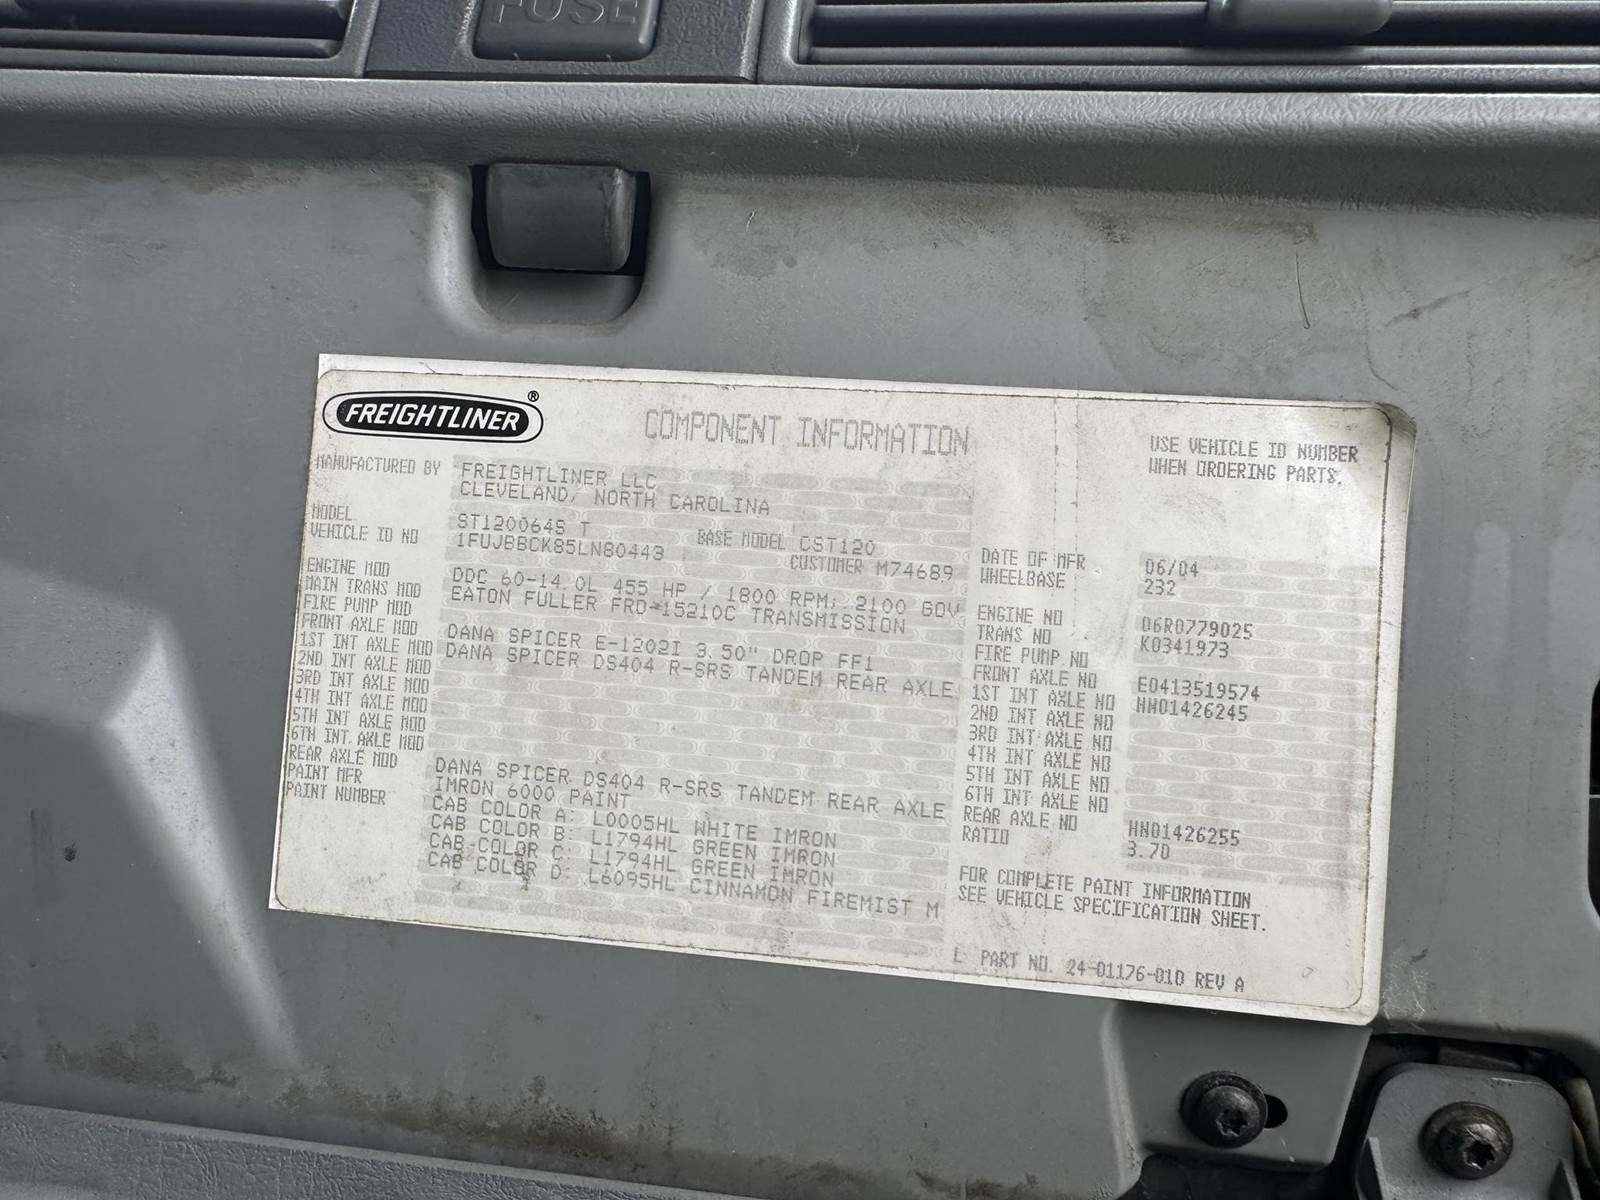 FUSE
FREIGHTLINER®
COMPONENT INFORMATION
USE VEHICLE ID NUMBER
WHEN ORDERING PARTS.
MANUFACTURED BY FREIGHTLINER LLC
CLEVELAND, NORTH CAROLINA
MODEL ST120064S T BASE MODEL CST120
VEHICLE ID NO 1FUJBBCK85LN80443 CUSTOMER M74689
DATE OF MFR 06/04
WHEELBASE 232
ENGINE MOD DDC 60-14.0L 455 HP / 1800 RPM; 2100 GOV
MAIN TRANS MOD EATON FULLER FRO-15210C TRANSMISSION
FIRE PUMP MOD
FRONT AXLE MOD DANA SPICER E-1202I 3.50" DROP FF1
1ST INT AXLE MOD DANA SPICER DS404 R-SRS TANDEM REAR AXLE
2ND INT AXLE MOD
3RD INT AXLE MOD
4TH INT AXLE MOD
5TH INT AXLE MOD
6TH INT AXLE MOD
REAR AXLE MOD DANA SPICER DS404 R-SRS TANDEM REAR AXLE
PAINT MFR IMRON 6000 PAINT
PAINT NUMBER CAB COLOR A: L0005HL WHITE IMRON
CAB COLOR B: L1794HL GREEN IMRON
CAB COLOR C: L1794HL GREEN IMRON
CAB COLOR D: L6095HL CINNAMON FIREMIST M
ENGINE NO 06R0779025
TRANS NO K0341973
FIRE PUMP NO
FRONT AXLE NO E0413519574
1ST INT AXLE NO HN01426245
2ND INT AXLE NO
3RD INT AXLE NO
4TH INT AXLE NO
5TH INT AXLE NO
6TH INT AXLE NO
REAR AXLE NO HN01426255
RATIO 3.70
FOR COMPLETE PAINT INFORMATION
SEE VEHICLE SPECIFICATION SHEET.
L PART NO. 24-01176-010 REV A